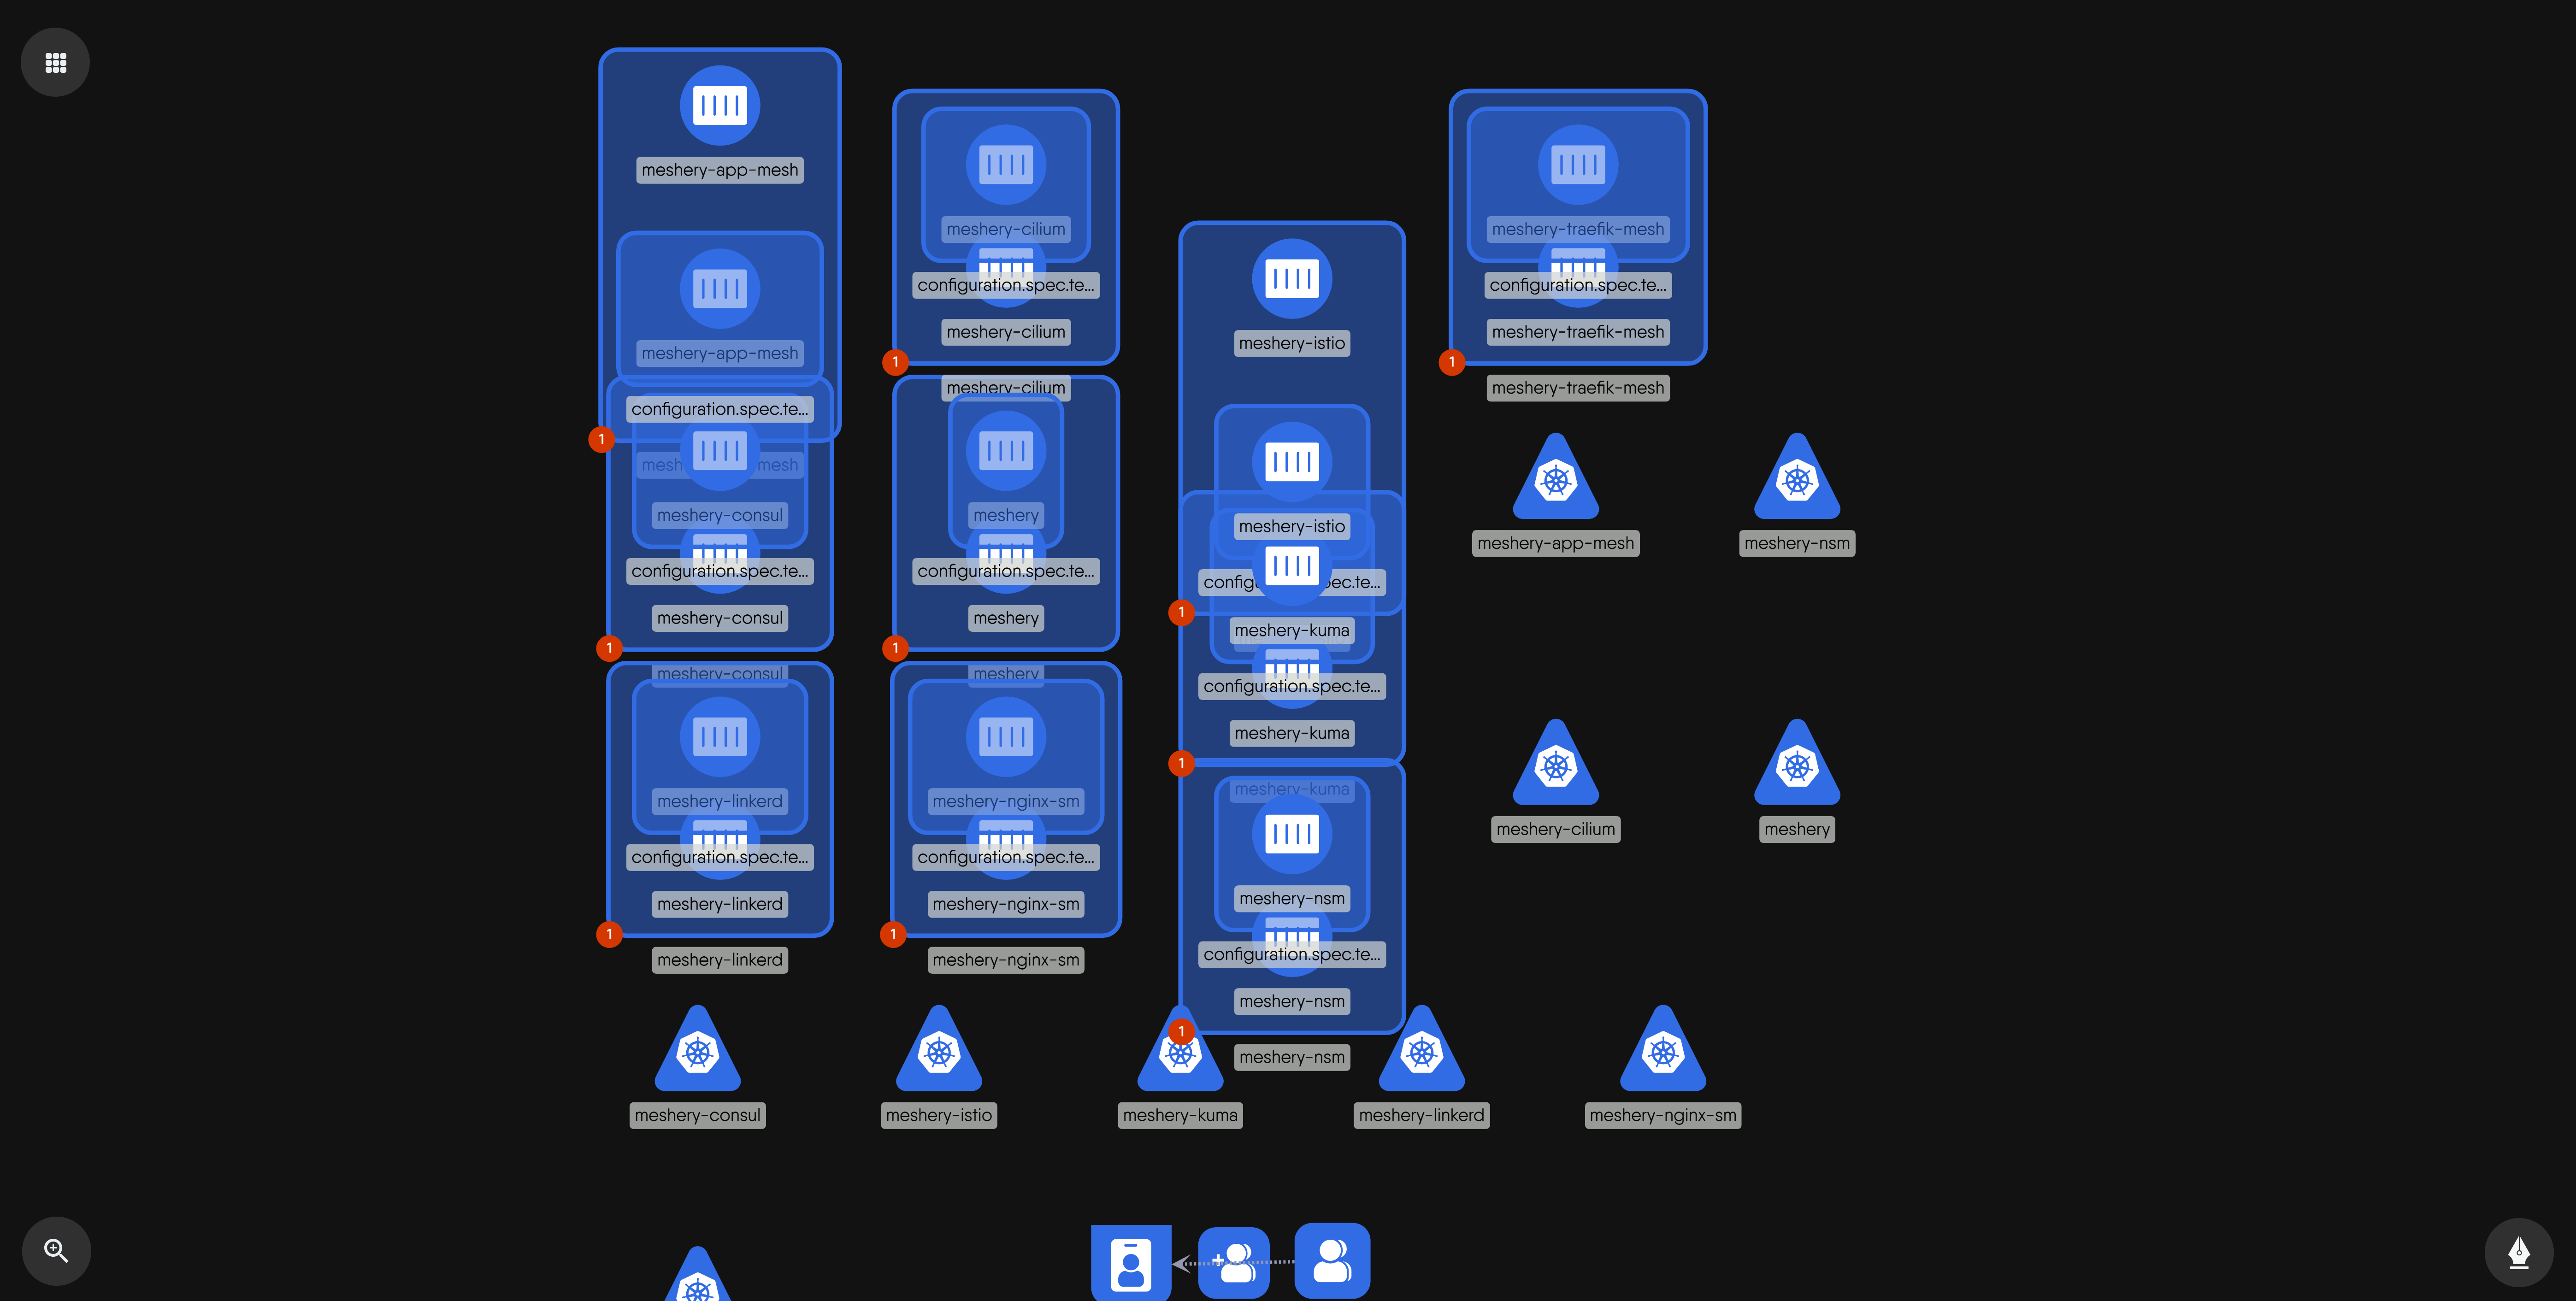 meshery-app-mesh
meshery-app-mesh
configuration.spec.te...
mesh mesh
1
meshery-consul
configuration.spec.te...
meshery-consul
1
meshery-consul
meshery-linkerd
configuration.spec.te...
meshery-linkerd
1
meshery-linkerd
meshery-cilium
configuration.spec.te...
meshery-cilium
1
meshery-cilium
meshery
configuration.spec.te...
meshery
1
meshery
meshery-nginx-sm
configuration.spec.te...
meshery-nginx-sm
1
meshery-nginx-sm
meshery-istio
meshery-istio
configu ec.te...
1
meshery-kuma
configuration.spec.te...
meshery-kuma
1
meshery-kuma
meshery-nsm
configuration.spec.te...
meshery-nsm
1
meshery-nsm
meshery-traefik-mesh
configuration.spec.te...
meshery-traefik-mesh
1
meshery-traefik-mesh
meshery-app-mesh
meshery-nsm
meshery-cilium
meshery
meshery-consul
meshery-istio
meshery-kuma
meshery-linkerd
meshery-nginx-sm